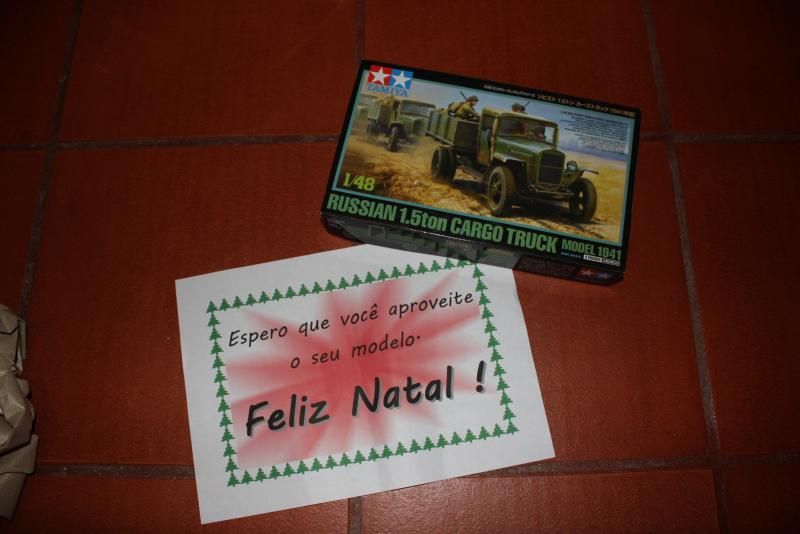 TAMIYA
1/48
RUSSIAN 1.5ton CARGO TRUCK MODEL 1941
Espero que você aproveite
o seu modelo.
Feliz Natal !